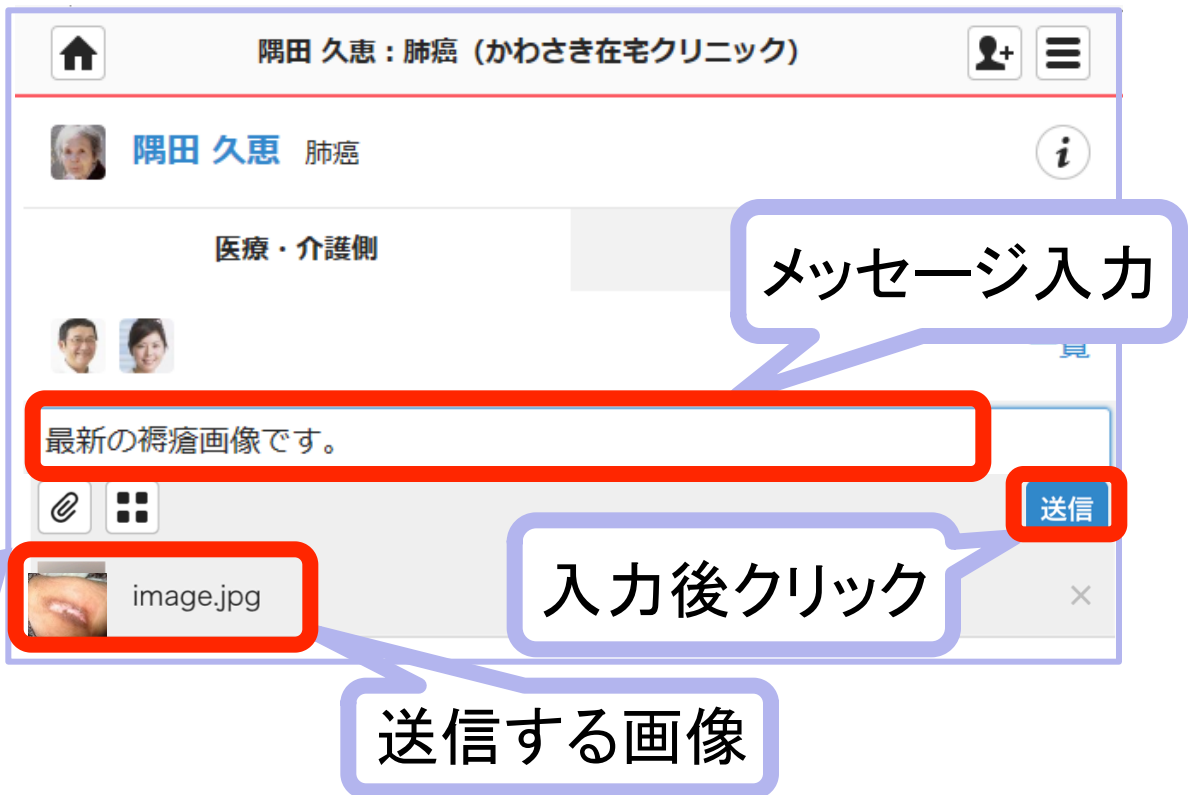 隅田 久恵：肺癌（かわさき在宅クリニック）
隅田 久恵 肺癌
医療・介護側
メッセージ入力
覧
最新の褥瘡画像です。
送信
image.jpg
入力後クリック
送信する画像